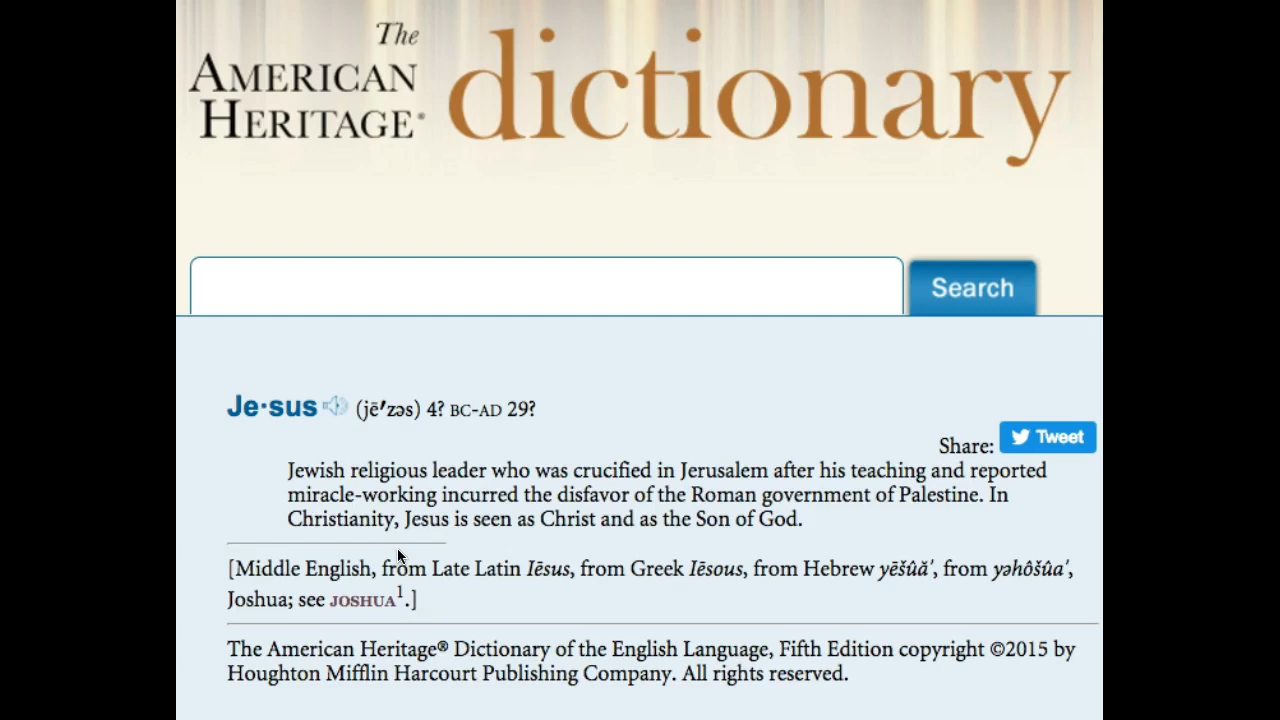 The
AMERICAN
HERITAGE®
dictionary
Search
Je·sus (jē′zəs) 4? BC-AD 29?
Share: Tweet
Jewish religious leader who was crucified in Jerusalem after his teaching and reported
miracle-working incurred the disfavor of the Roman government of Palestine. In
Christianity, Jesus is seen as Christ and as the Son of God.
[Middle English, from Late Latin Iēsus, from Greek Iēsous, from Hebrew yēšûă', from yəhôšûa',
Joshua; see JOSHUA1.]
The American Heritage® Dictionary of the English Language, Fifth Edition copyright ©2015 by
Houghton Mifflin Harcourt Publishing Company. All rights reserved.